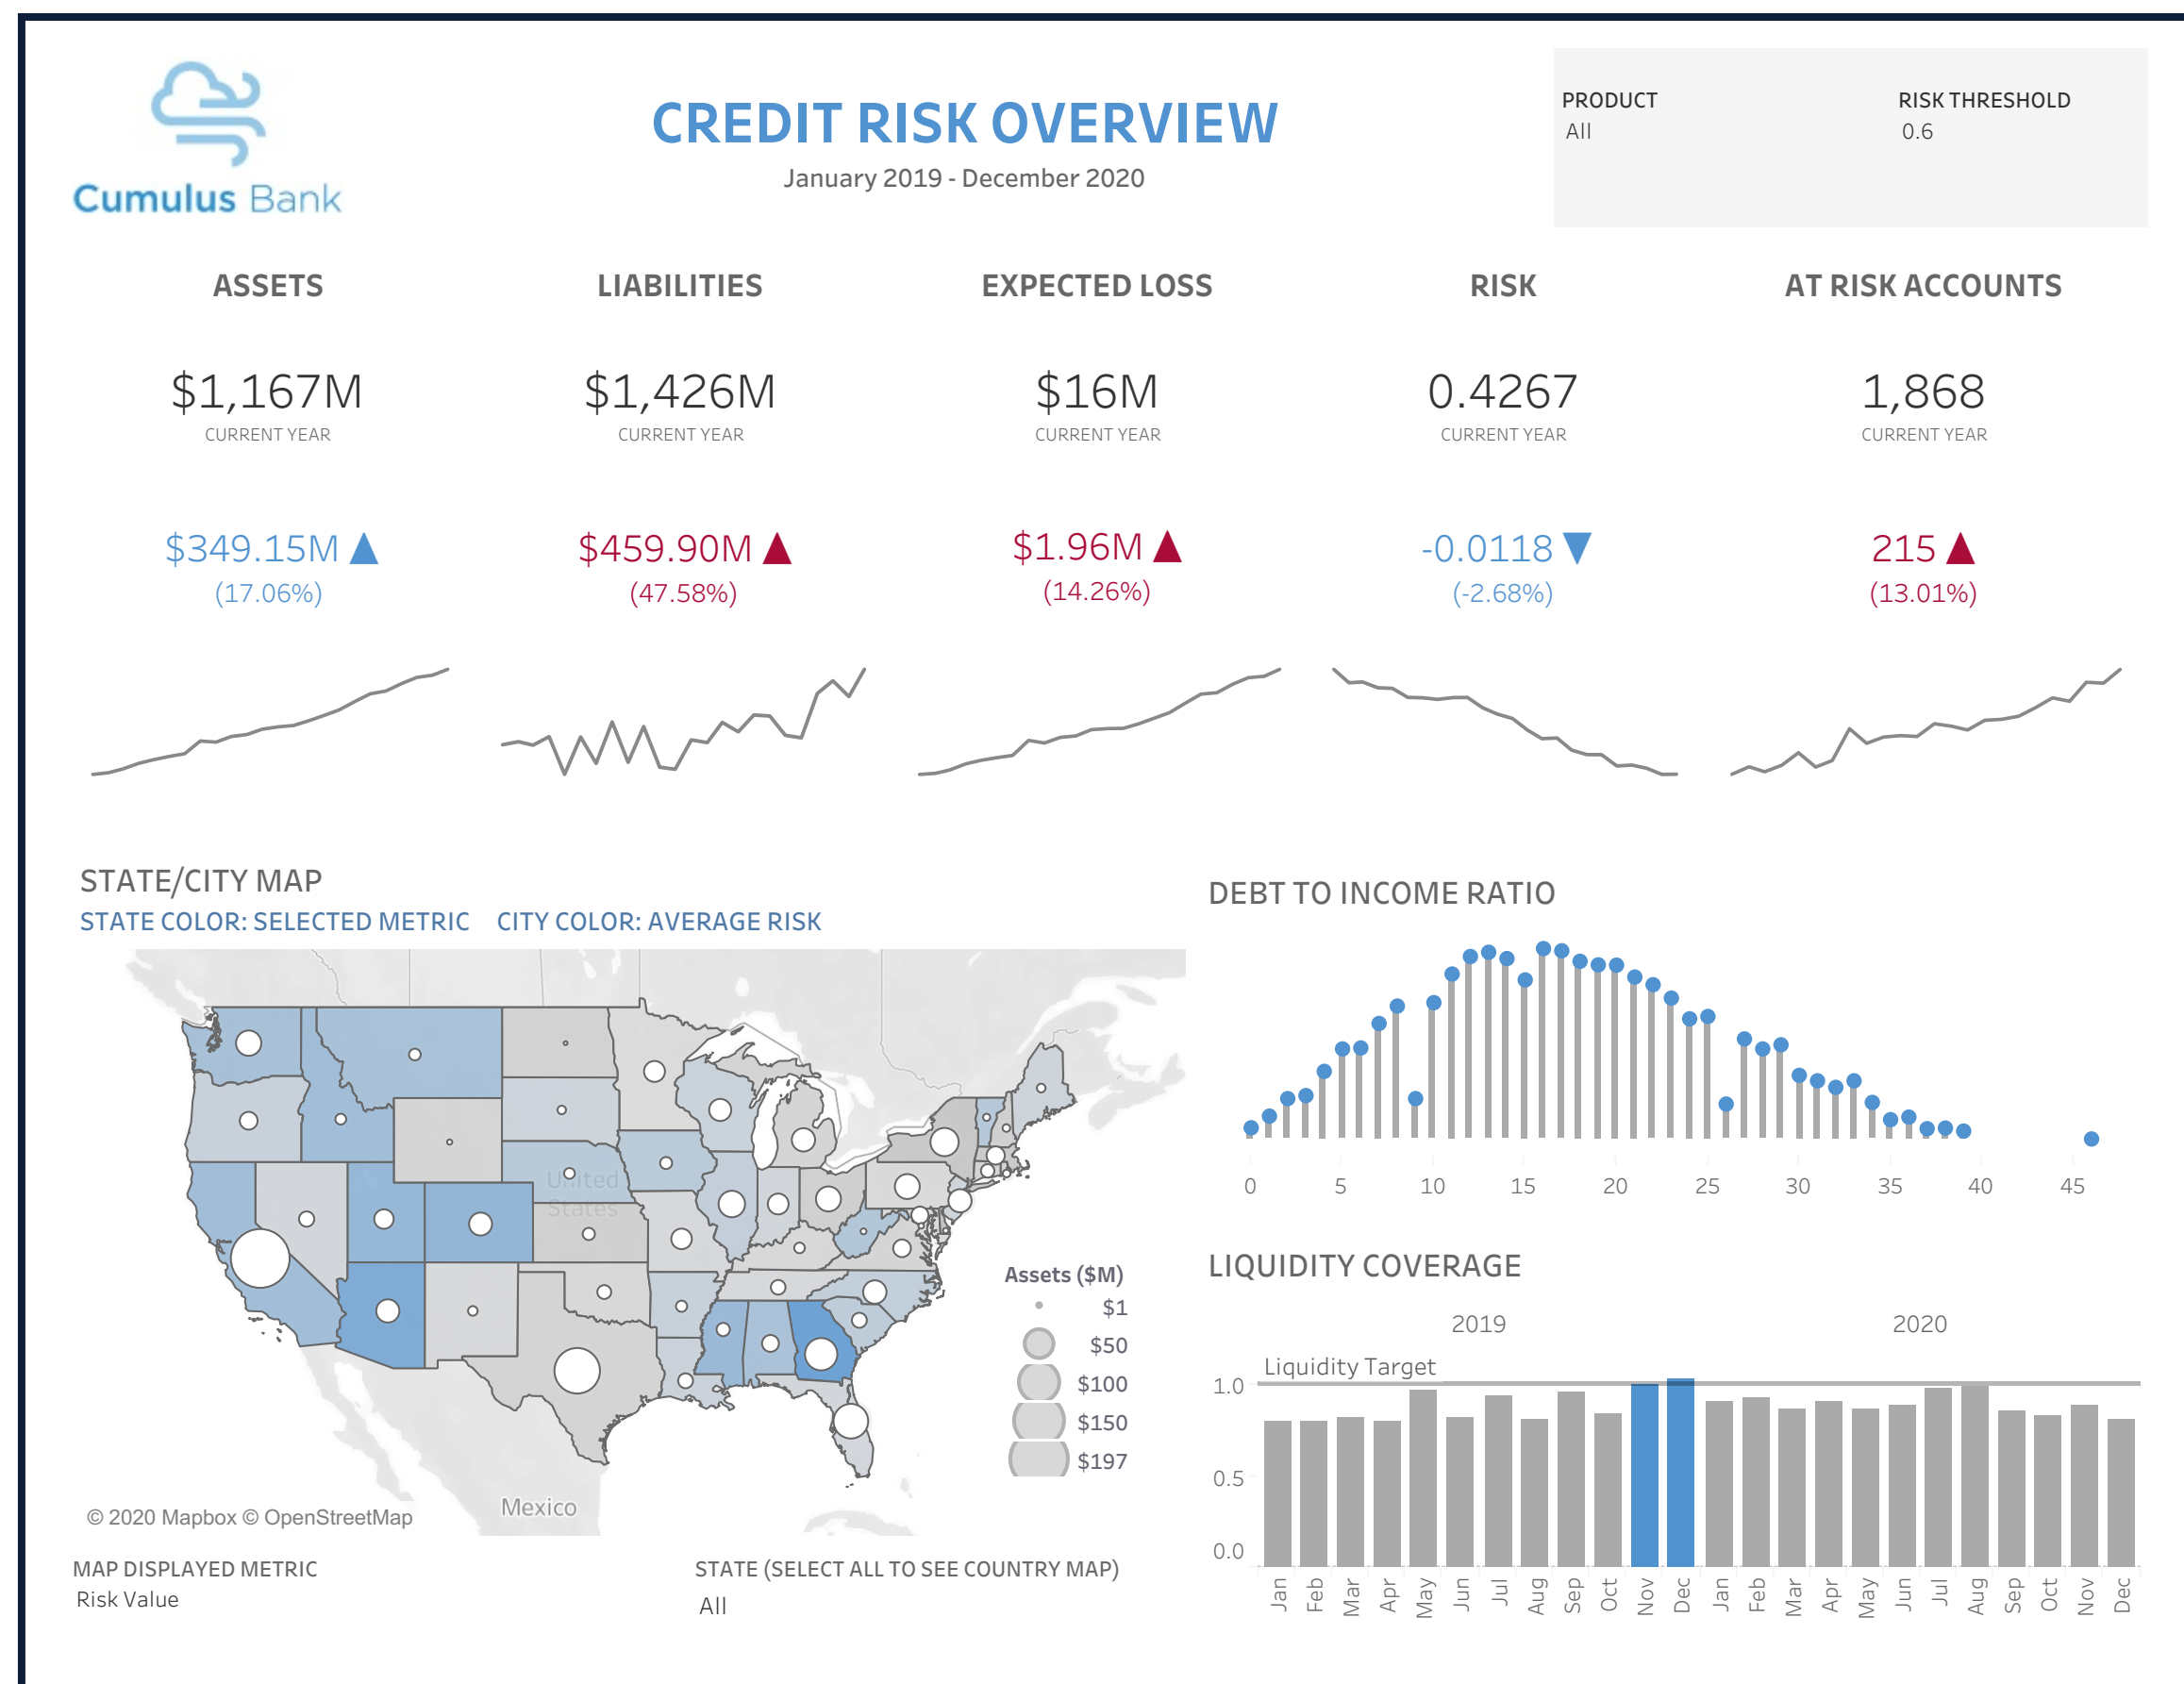 Cumulus Bank
CREDIT RISK OVERVIEW
January 2019 - December 2020
PRODUCT
All
RISK THRESHOLD
0.6
ASSETS
$1,167M
CURRENT YEAR
$349.15M ▲
(17.06%)
LIABILITIES
$1,426M
CURRENT YEAR
$459.90M ▲
(47.58%)
EXPECTED LOSS
$16M
CURRENT YEAR
$1.96M ▲
(14.26%)
RISK
0.4267
CURRENT YEAR
-0.0118 ▼
(-2.68%)
AT RISK ACCOUNTS
1,868
CURRENT YEAR
215 ▲
(13.01%)
STATE/CITY MAP
STATE COLOR: SELECTED METRIC CITY COLOR: AVERAGE RISK
United
States
Mexico
Assets ($M)
$1
$50
$100
$150
$197
© 2020 Mapbox © OpenStreetMap
MAP DISPLAYED METRIC
Risk Value
STATE (SELECT ALL TO SEE COUNTRY MAP)
All
DEBT TO INCOME RATIO
0 5 10 15 20 25 30 35 40 45
LIQUIDITY COVERAGE
2019 2020
Liquidity Target
1.0
0.5
0.0
Jan Feb Mar Apr May Jun Jul Aug Sep Oct Nov Dec Jan Feb Mar Apr May Jun Jul Aug Sep Oct Nov Dec